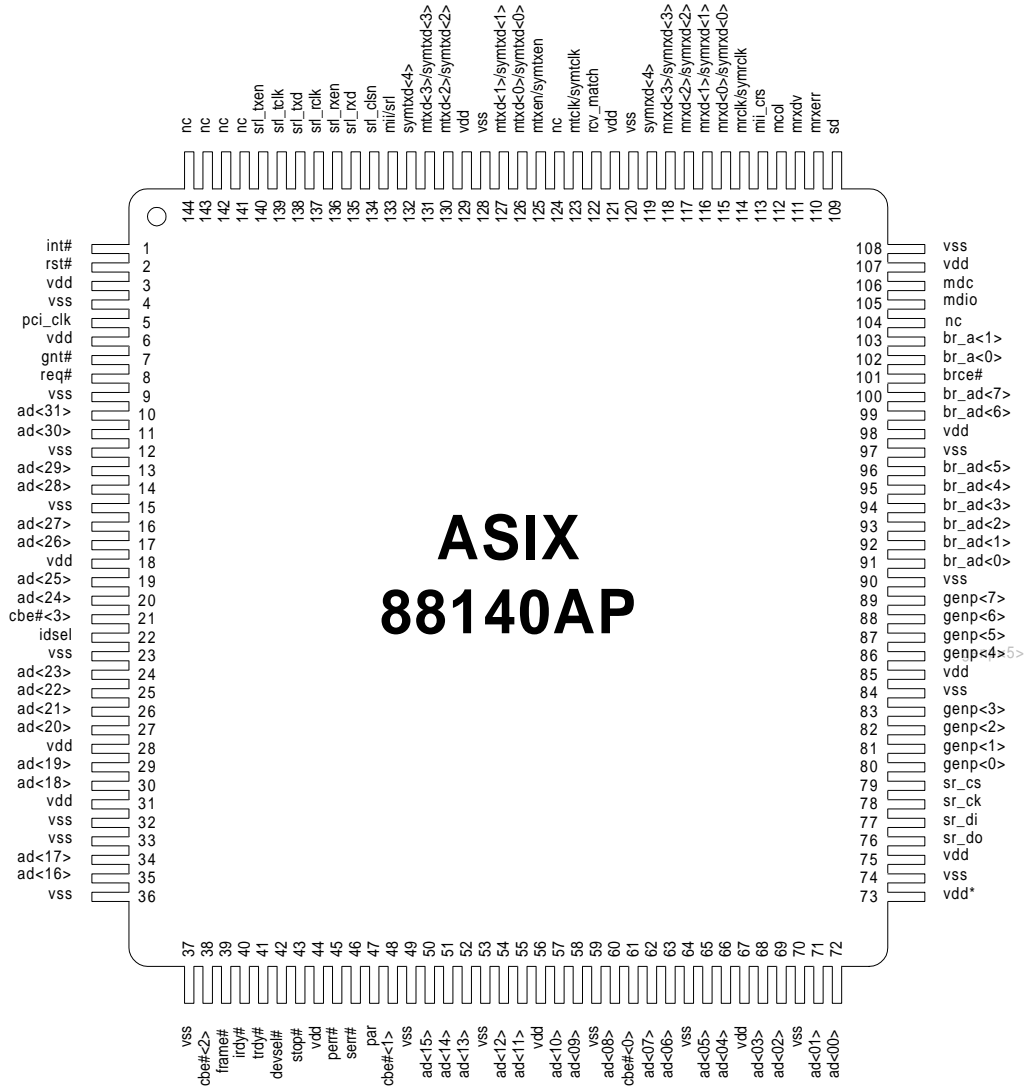 nc
nc
nc
nc
srl_txen
srl_tclk
srl_txd
srl_rclk
srl_rxen
srl_rxd
srl_clsn
mii/srl
symtxd<4>
mtxd<3>/symtxd<3>
mtxd<2>/symtxd<2>
vdd
vss
mtxd<1>/symtxd<1>
mtxd<0>/symtxd<0>
mtxen/symtxen
nc
mtclk/symtclk
rcv_match
vdd
vss
symrxd<4>
mrxd<3>/symrxd<3>
mrxd<2>/symrxd<2>
mrxd<1>/symrxd<1>
mrxd<0>/symrxd<0>
mrclk/symrclk
mii_crs
mcol
mrxdv
mrxerr
sd
144 143 142 141 140 139 138 137 136 135 134 133 132 131 130 129 128 127 126 125 124 123 122 121 120 119 118 117 116 115 114 113 112 111 110 109
int# 1
rst# 2
vdd 3
vss 4
pci_clk 5
vdd 6
gnt# 7
req# 8
vss 9
ad<31> 10
ad<30> 11
vss 12
ad<29> 13
ad<28> 14
vss 15
ad<27> 16
ad<26> 17
vdd 18
ad<25> 19
ad<24> 20
cbe#<3> 21
idsel 22
vss 23
ad<23> 24
ad<22> 25
ad<21> 26
ad<20> 27
vdd 28
ad<19> 29
ad<18> 30
vdd 31
vss 32
vss 33
ad<17> 34
ad<16> 35
vss 36
ASIX
88140AP
108 vss
107 vdd
106 mdc
105 mdio
104 nc
103 br_a<1>
102 br_a<0>
101 brce#
100 br_ad<7>
99 br_ad<6>
98 vdd
97 vss
96 br_ad<5>
95 br_ad<4>
94 br_ad<3>
93 br_ad<2>
92 br_ad<1>
91 br_ad<0>
90 vss
89 genp<7>
88 genp<6>
87 genp<5>
86 genp<4>
85 vdd
84 vss
83 genp<3>
82 genp<2>
81 genp<1>
80 genp<0>
79 sr_cs
78 sr_ck
77 sr_di
76 sr_do
75 vdd
74 vss
73 vdd*
37 38 39 40 41 42 43 44 45 46 47 48 49 50 51 52 53 54 55 56 57 58 59 60 61 62 63 64 65 66 67 68 69 70 71 72
vss
cbe#<2>
frame#
irdy#
trdy#
devsel#
stop#
vdd
perr#
serr#
par
cbe#<1>
vss
ad<15>
ad<14>
ad<13>
vss
ad<12>
ad<11>
vdd
ad<10>
ad<09>
vss
ad<08>
cbe#<0>
ad<07>
ad<06>
vss
ad<05>
ad<04>
vdd
ad<03>
ad<02>
vss
ad<01>
ad<00>